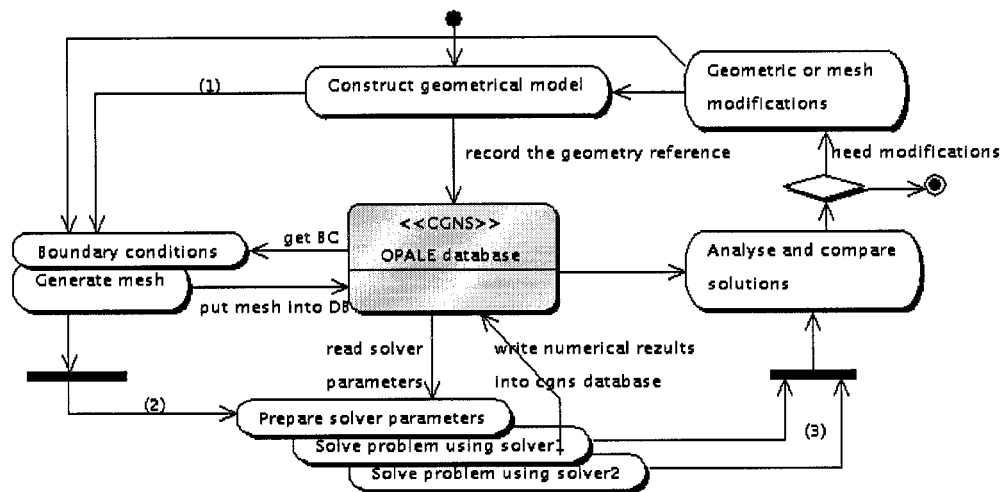 Construct geometrical model
Geometric or mesh
modifications
(1)
record the geometry reference
need modifications
<<CGNS>>
OPALE database
get BC
Boundary conditions
Generate mesh
put mesh into DB
Analyse and compare
solutions
read solver
parameters
write numerical rezults
into cgns database
(2)
Prepare solver parameters
Solve problem using solver1
Solve problem using solver2
(3)